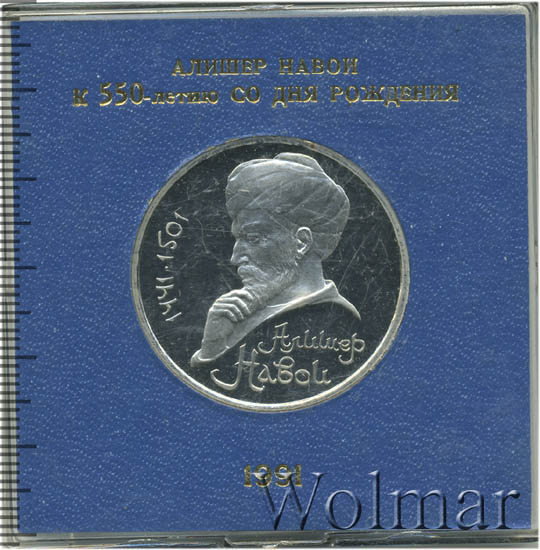 АЛИШЕР НАВОИ
К 550-летию СО ДНЯ РОЖДЕНИЯ
1441-1501
Алишер
Навои
1991
Wolmar